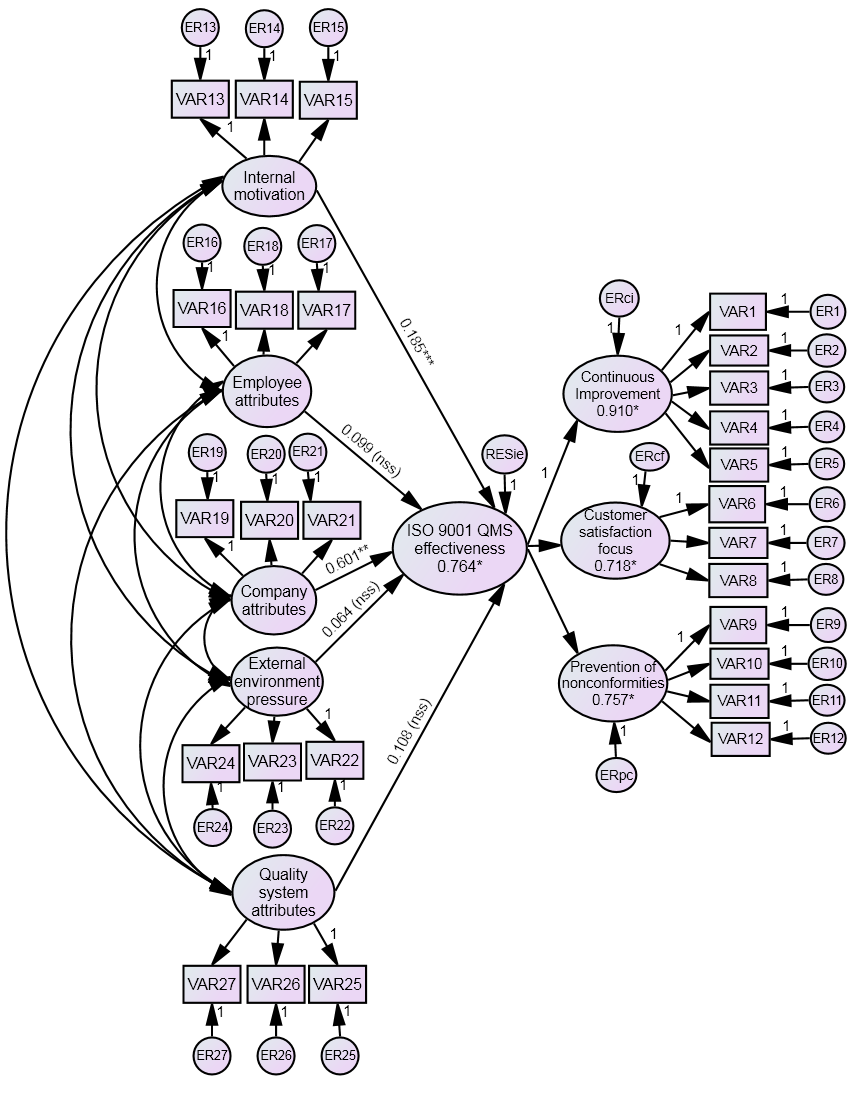 ER13 ER14 ER15
1 1 1
VAR13 VAR14 VAR15
1
Internal
motivation
ER16 ER18 ER17
1 1 1
VAR16 VAR18 VAR17
1
Employee
attributes
ER19 ER20 ER21
1 1 1
VAR19 VAR20 VAR21
1
Company
attributes
External
environment
pressure
1
VAR24 VAR23 VAR22
1 1 1
ER24 ER23 ER22
Quality
system
attributes
1
VAR27 VAR26 VAR25
1 1 1
ER27 ER26 ER25
0.185***
0.099 (nss)
0.601**
0.064 (nss)
0.108 (nss)
RESie
1
ISO 9001 QMS
effectiveness
0.764*
1
ERci
1
Continuous
Improvement
0.910*
1
VAR1 1 ER1
VAR2 1 ER2
VAR3 1 ER3
VAR4 1 ER4
VAR5 1 ER5
ERcf
1
Customer
satisfaction
focus
0.718*
1
VAR6 1 ER6
VAR7 1 ER7
VAR8 1 ER8
Prevention of
nonconformities
0.757*
1
ERpc
1
VAR9 1 ER9
VAR10 1 ER10
VAR11 1 ER11
VAR12 1 ER12